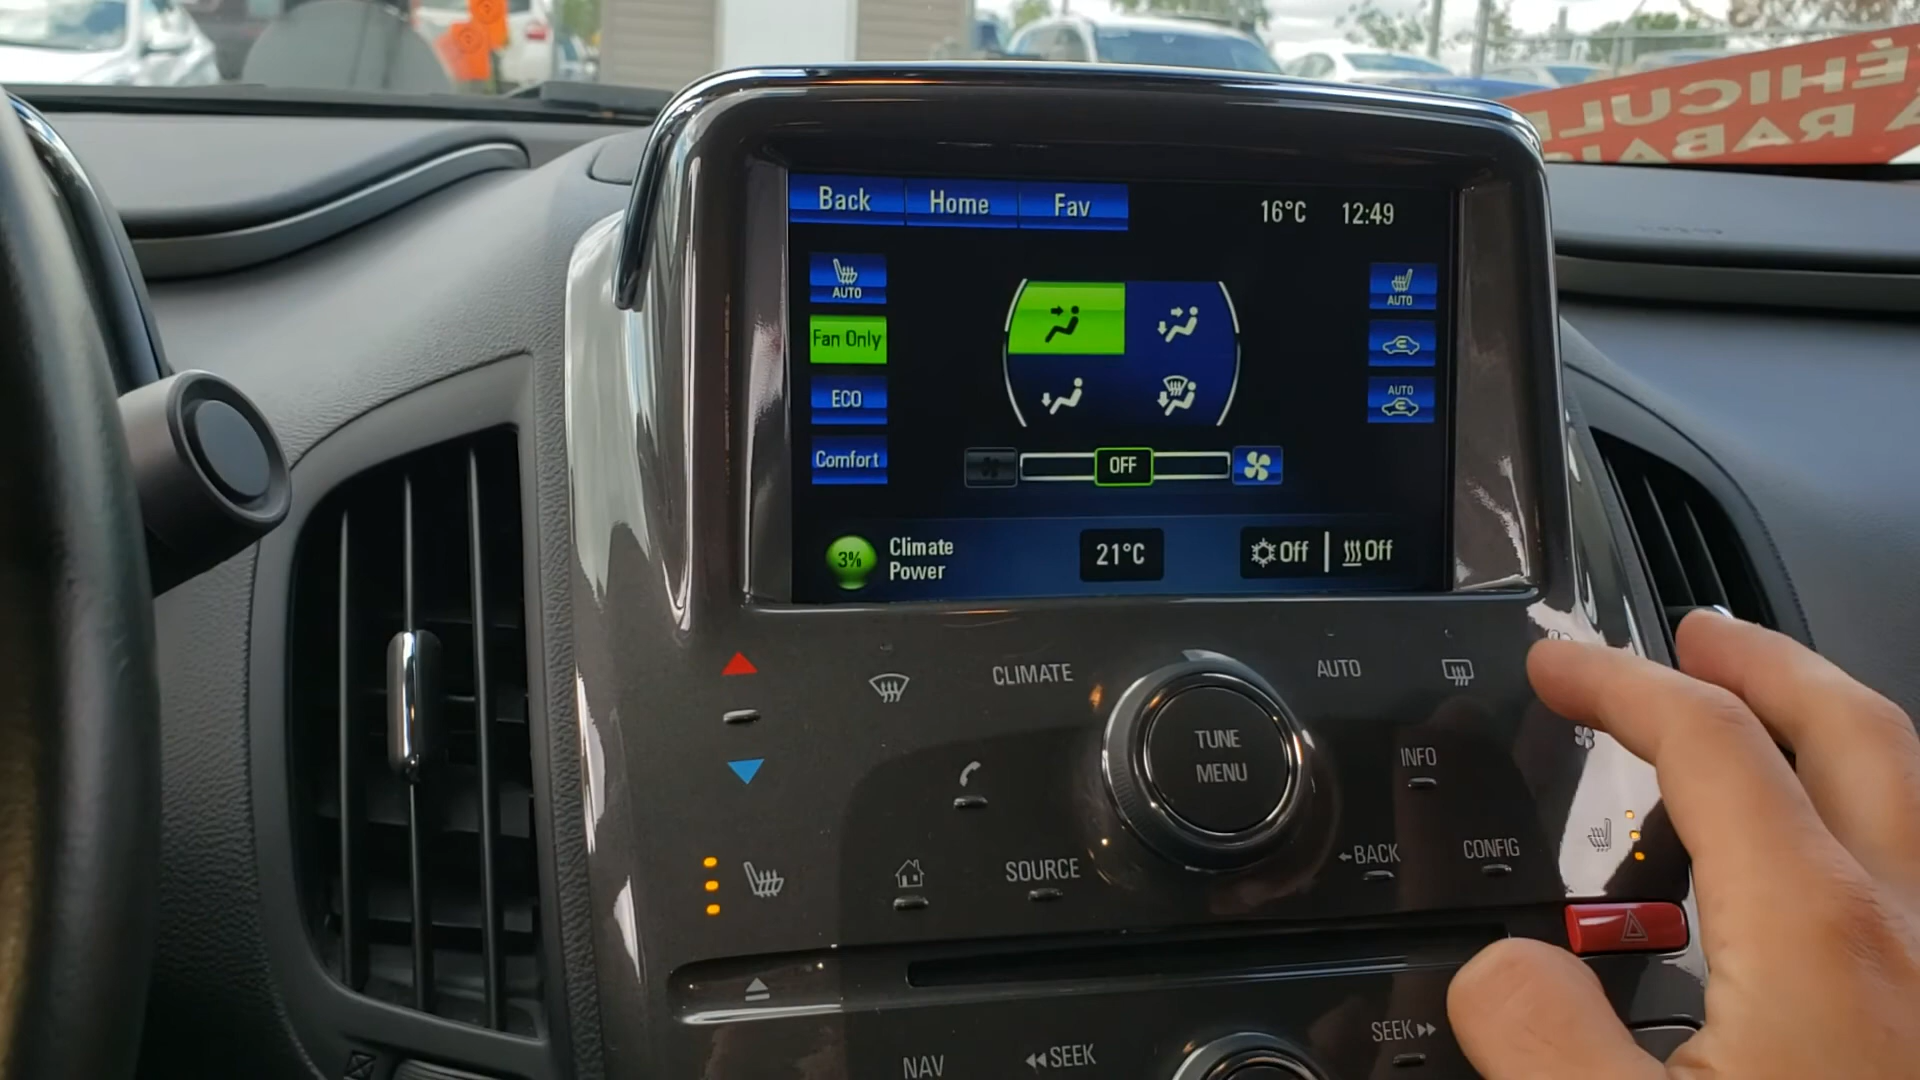 ÉHICULE
À RABAIS
Back Home Fav 16°C 12:49
AUTO AUTO
Fan Only
ECO AUTO
Comfort OFF
3% Climate Power 21°C Off Off
CLIMATE AUTO
TUNE
MENU
INFO
SOURCE BACK CONFIG
NAV SEEK SEEK